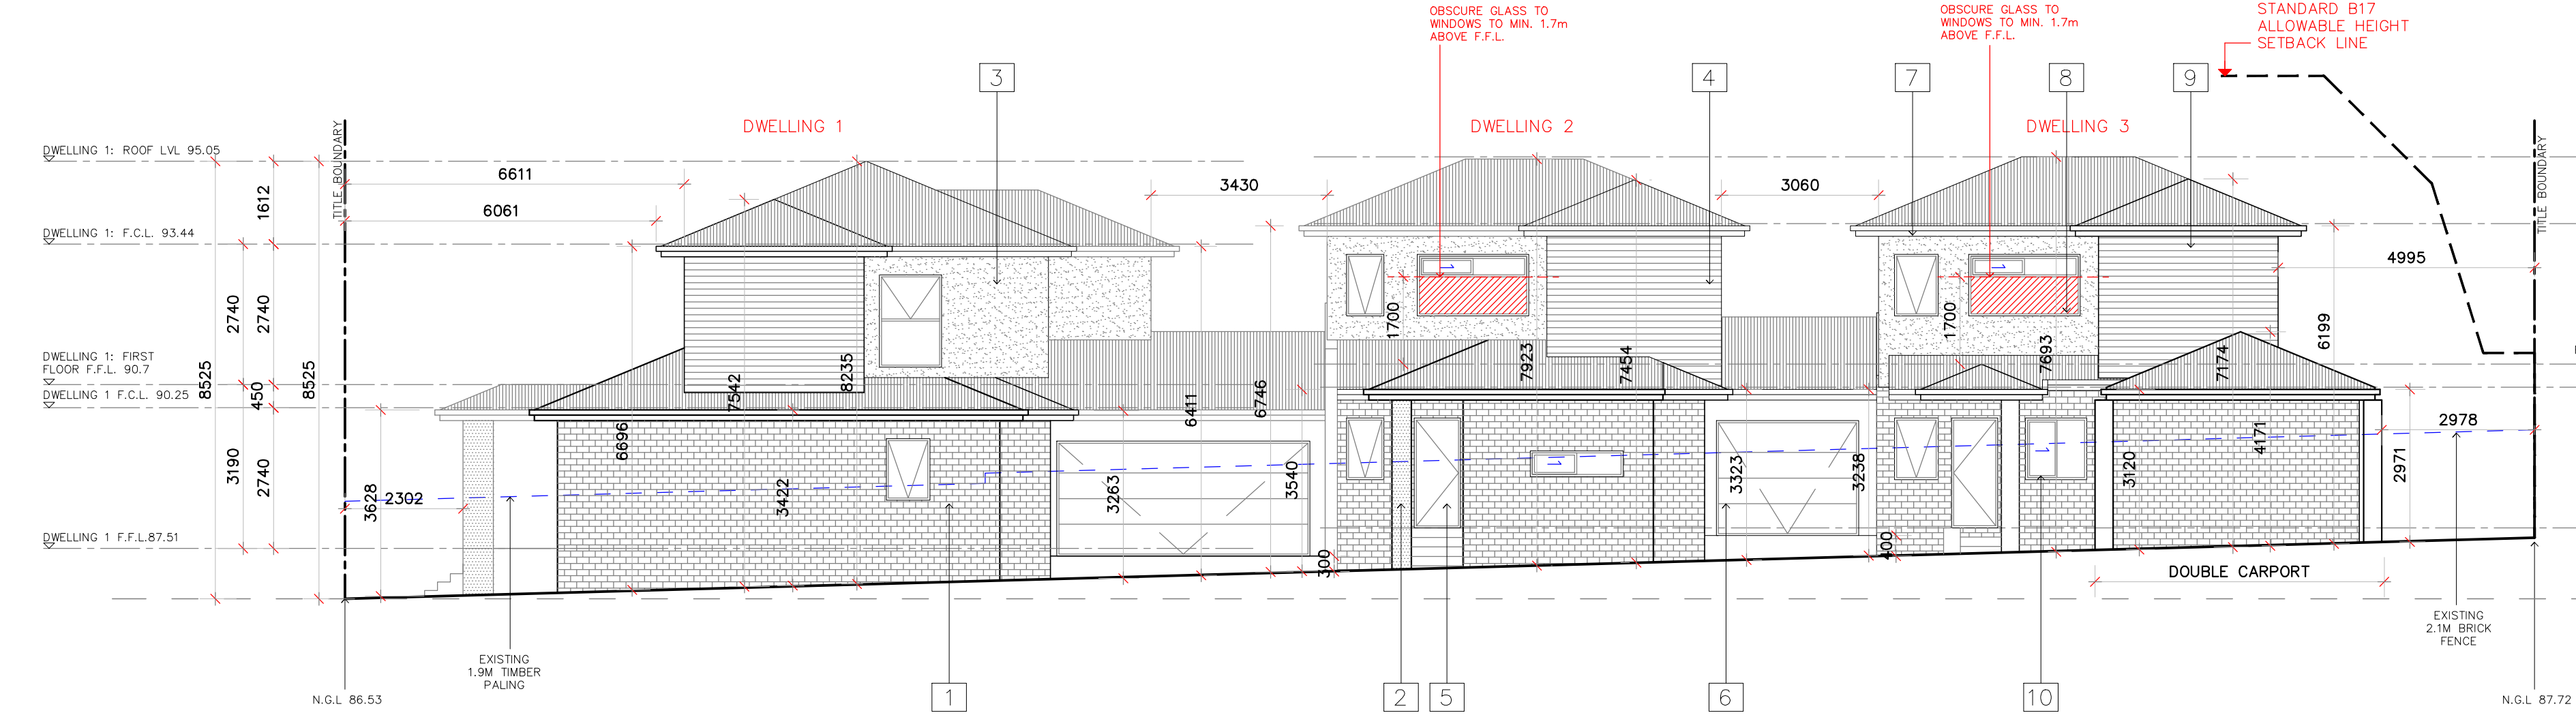 OBSCURE GLASS TO
WINDOWS TO MIN. 1.7m
ABOVE F.F.L.
OBSCURE GLASS TO
WINDOWS TO MIN. 1.7m
ABOVE F.F.L.
STANDARD B17
ALLOWABLE HEIGHT
SETBACK LINE
3
4
7
8
9
DWELLING 1
DWELLING 2
DWELLING 3
TITLE BOUNDARY
TITLE BOUNDARY
DWELLING 1: ROOF LVL 95.05
DWELLING 1: F.C.L. 93.44
DWELLING 1: FIRST
FLOOR F.F.L. 90.7
DWELLING 1 F.C.L. 90.25
DWELLING 1 F.F.L.87.51
6611
6061
3430
3060
4995
1612
2740
2740
8525
450
8525
3190
2740
3628
2302
6696
7542
3422
8235
3263
6411
6746
3540
300
1700
7923
7454
3323
3238
400
1700
7693
3120
7174
4171
6199
2971
2978
DOUBLE CARPORT
EXISTING
1.9M TIMBER
PALING
EXISTING
2.1M BRICK
FENCE
N.G.L 86.53
1
2
5
6
10
N.G.L 87.72